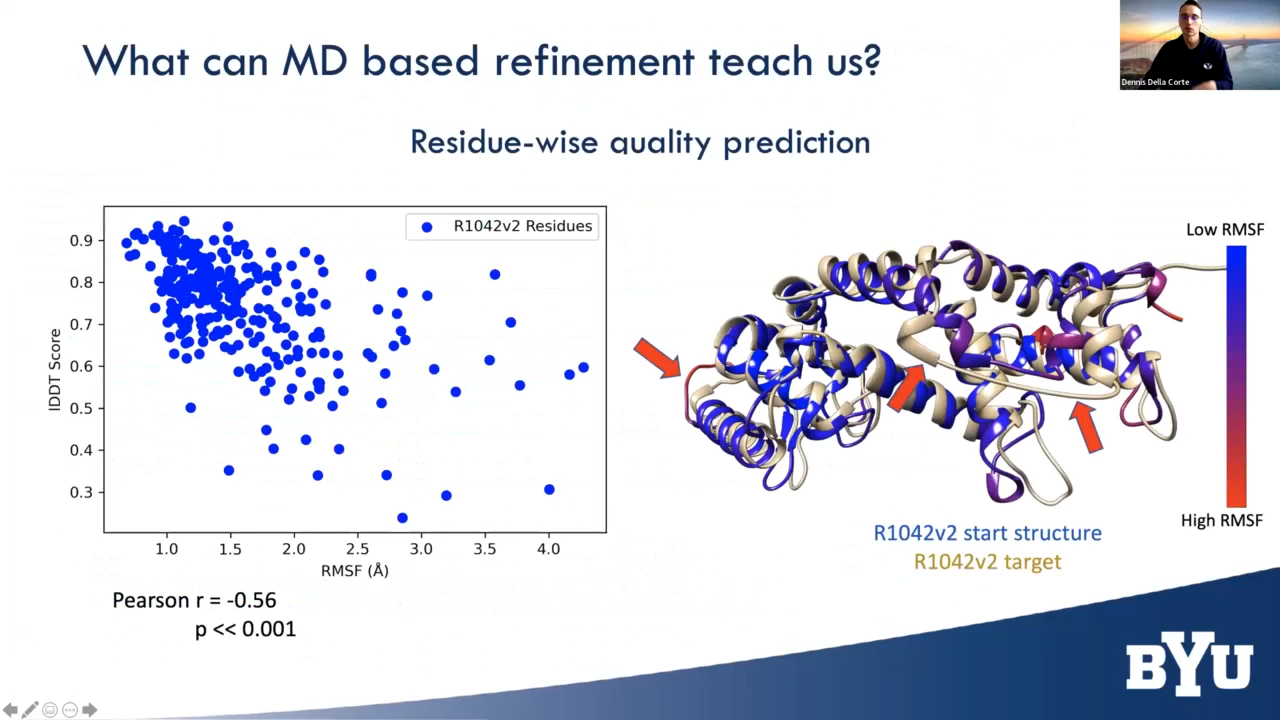 What can MD based refinement teach us?
Dennis Della Corte
Residue-wise quality prediction
R1042v2 Residues
0.9
0.8
0.7
0.6
0.5
0.4
0.3
lDDT Score
1.0 1.5 2.0 2.5 3.0 3.5 4.0
RMSF (Å)
Pearson r = -0.56
p << 0.001
Low RMSF
High RMSF
R1042v2 start structure
R1042v2 target
BYU